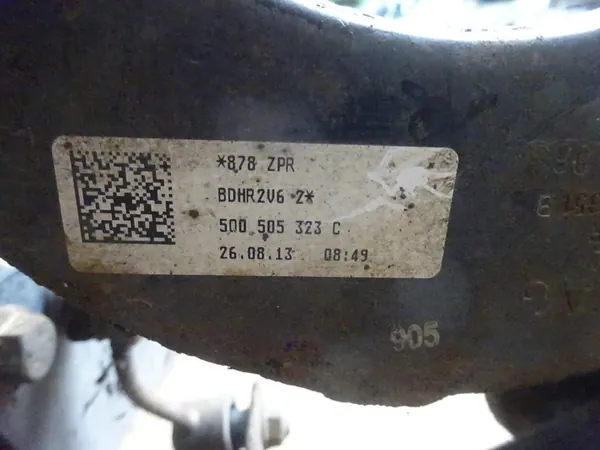 *878 ZPR
BDHR2V6 2*
5Q0 505 323 C
26.08.13 08:49
905